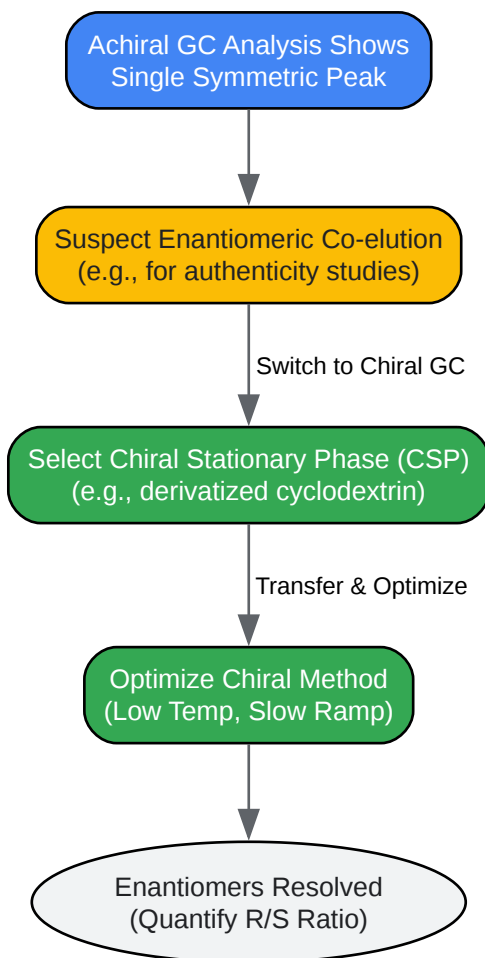 Achiral GC Analysis Shows
Single Symmetric Peak
Suspect Enantiomeric Co-elution
(e.g., for authenticity studies)
Switch to Chiral GC
Select Chiral Stationary Phase (CSP)
(e.g., derivatized cyclodextrin)
Transfer & Optimize
Optimize Chiral Method
(Low Temp, Slow Ramp)
Enantiomers Resolved
(Quantify R/S Ratio)